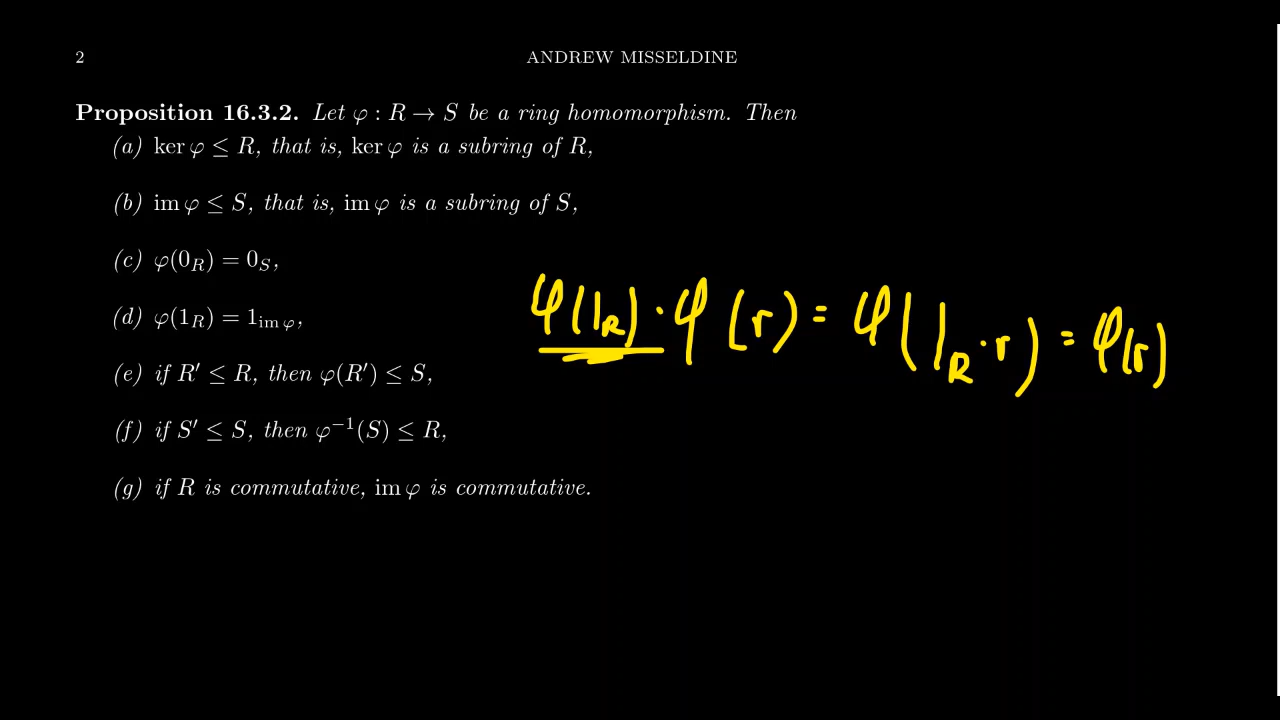 2 ANDREW MISSELDINE
Proposition 16.3.2. Let φ : R → S be a ring homomorphism. Then
(a) ker φ ≤ R, that is, ker φ is a subring of R,
(b) im φ ≤ S, that is, im φ is a subring of S,
(c) φ(0_R) = 0_S,
(d) φ(1_R) = 1_{im φ},
φ(1_R) · φ(r) = φ(1_R · r) = φ(r)
(e) if R′ ≤ R, then φ(R′) ≤ S,
(f) if S′ ≤ S, then φ⁻¹(S) ≤ R,
(g) if R is commutative, im φ is commutative.